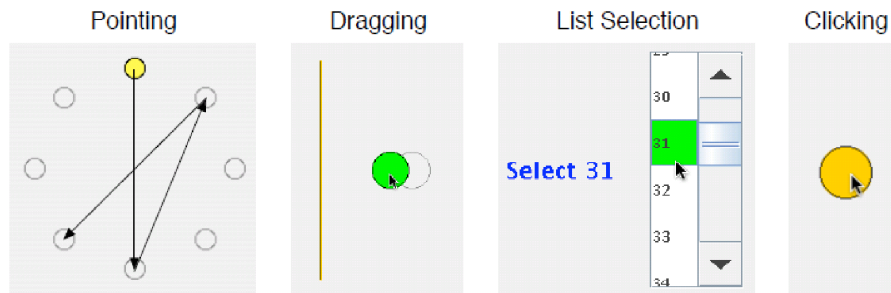 Pointing
Dragging
List Selection
Clicking
30
31
Select 31
32
33
34